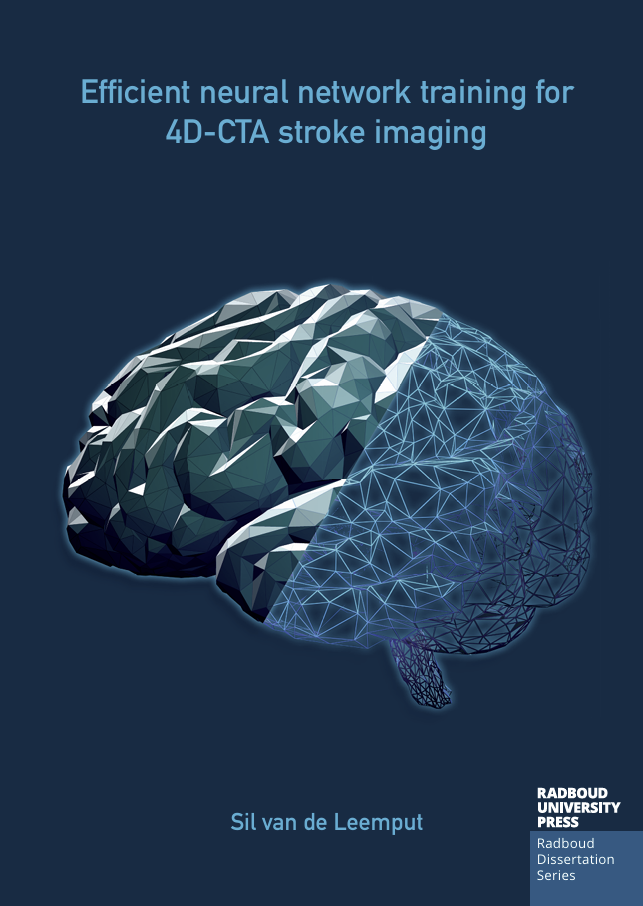 Efficient neural network training for
4D-CTA stroke imaging
Sil van de Leemput
RADBOUD
UNIVERSITY
PRESS
Radboud
Dissertation
Series